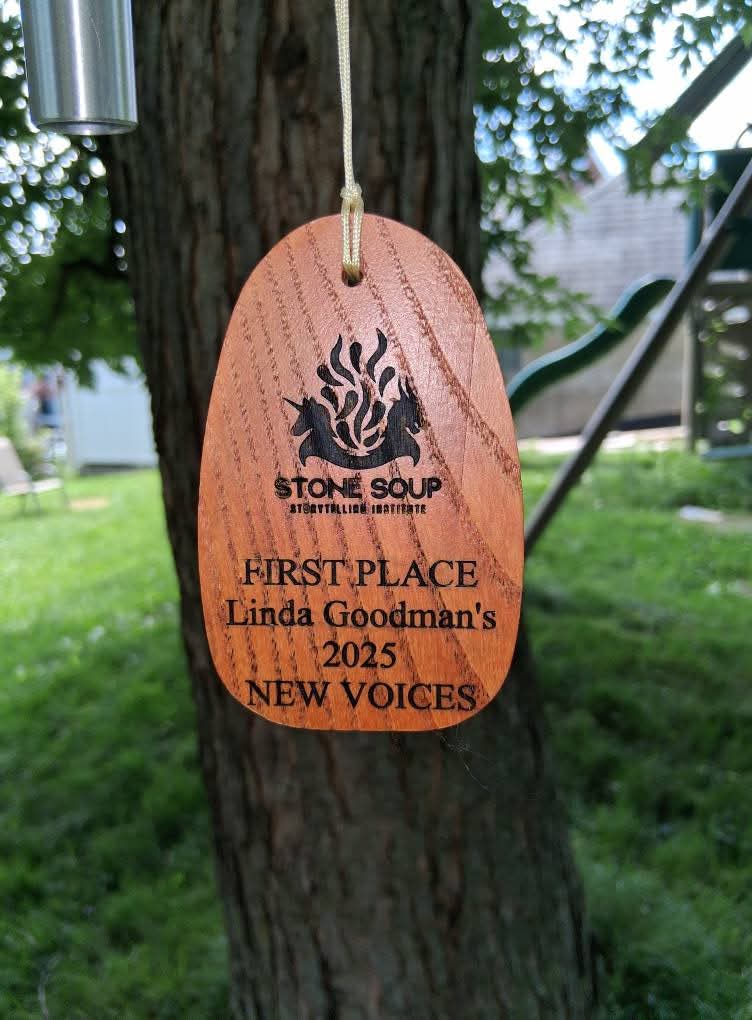 STONE SOUP
STORYTELLING INSTITUTE
FIRST PLACE
Linda Goodman's
2025
NEW VOICES